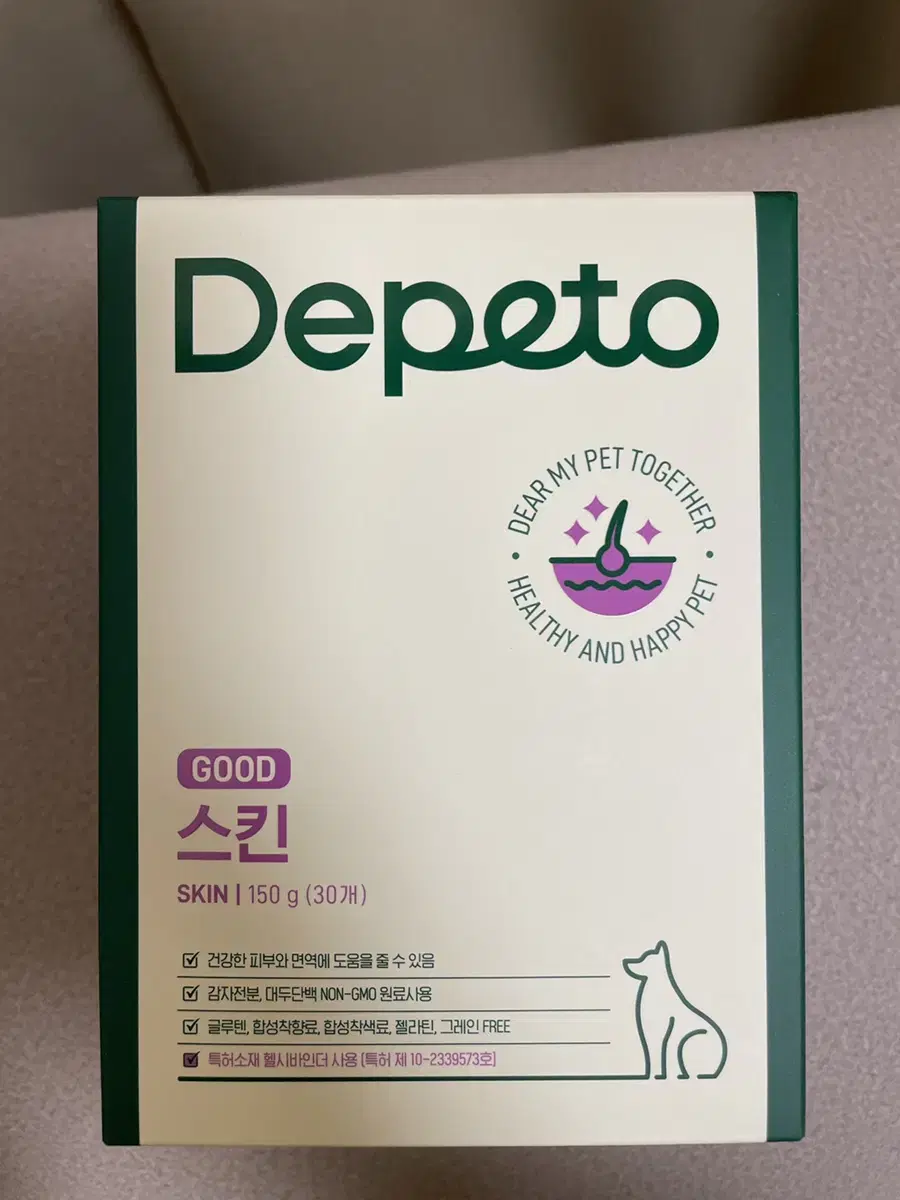 Depeto
DEAR MY PET TOGETHER
HEALTHY AND HAPPY PET
GOOD
스킨
SKIN | 150 g (30개)
건강한 피부와 면역에 도움을 줄 수 있음
감자전분, 대두단백 NON-GMO 원료사용
글루텐, 합성착향료, 합성착색료, 젤라틴, 그레인 FREE
특허소재 헬시바인더 사용 [특허 제 10-2339573호]